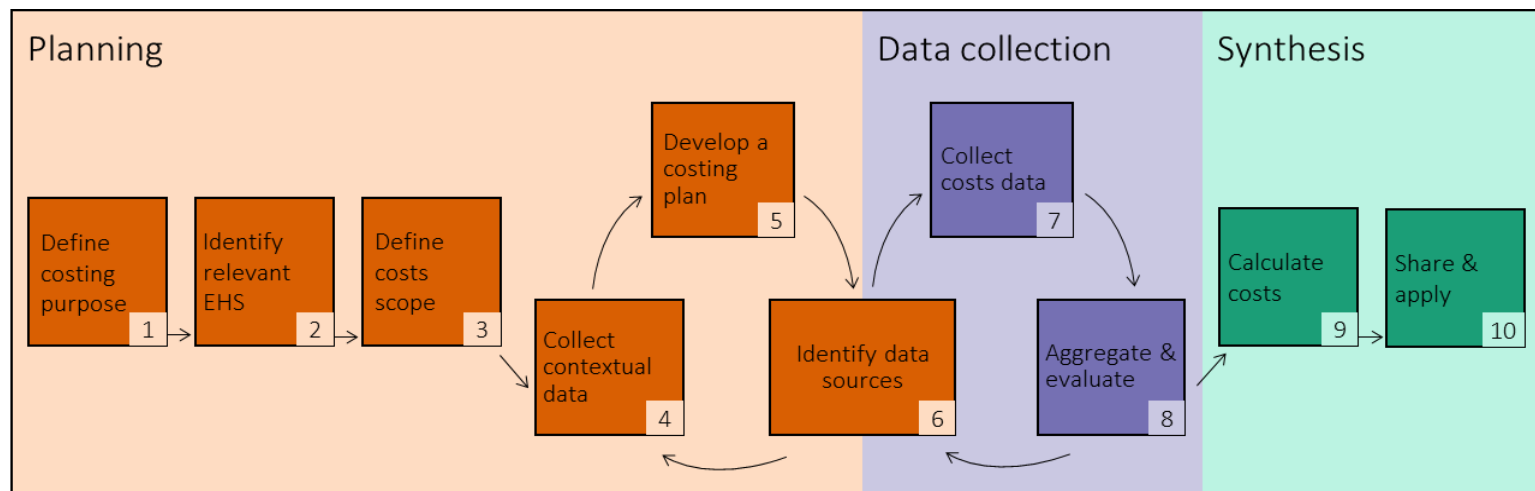 Planning
Data collection
Synthesis
Define
costing
purpose
1
Identify
relevant
EHS
2
Define
costs
scope
3
Collect
contextual
data
4
Develop a
costing
plan
5
Identify data
sources
6
Collect
costs data
7
Aggregate &
evaluate
8
Calculate
costs
9
Share &
apply
10